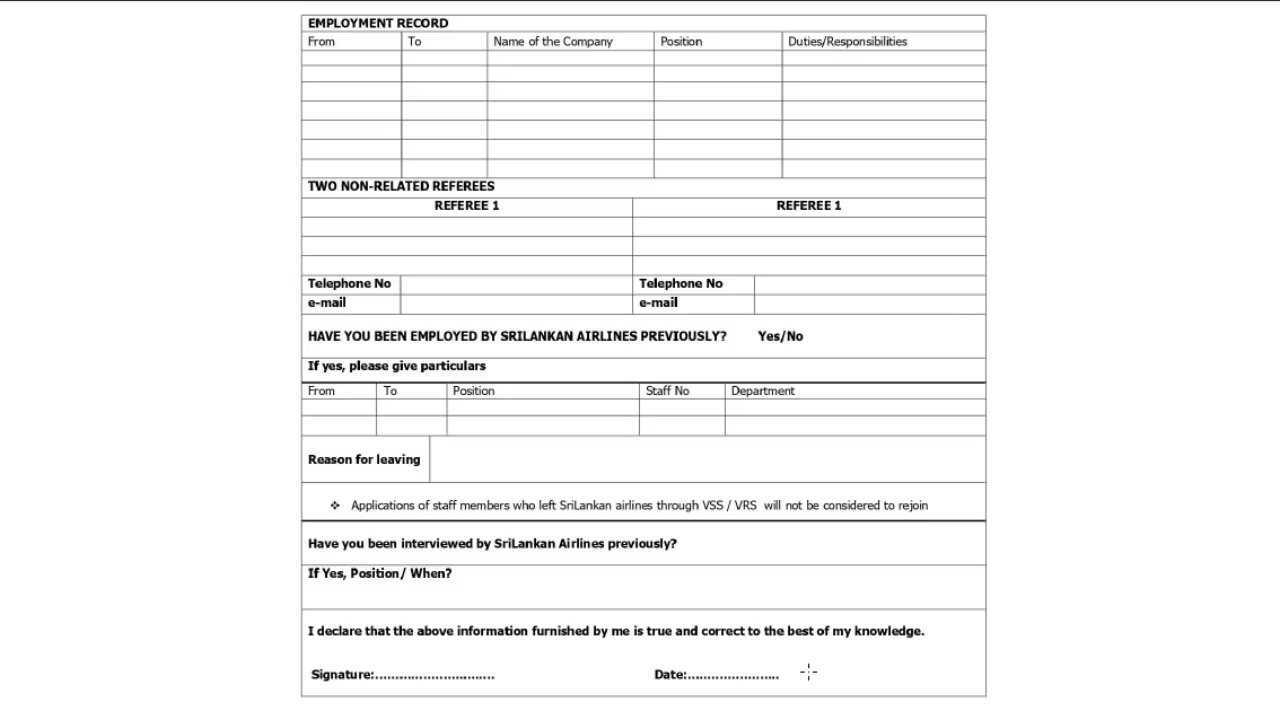 EMPLOYMENT RECORD
From To Name of the Company Position Duties/Responsibilities
TWO NON-RELATED REFEREES
REFEREE 1 REFEREE 1
Telephone No Telephone No
e-mail e-mail
HAVE YOU BEEN EMPLOYED BY SRILANKAN AIRLINES PREVIOUSLY? Yes/No
If yes, please give particulars
From To Position Staff No Department
Reason for leaving
❖ Applications of staff members who left SriLankan airlines through VSS / VRS will not be considered to rejoin
Have you been interviewed by SriLankan Airlines previously?
If Yes, Position/ When?
I declare that the above information furnished by me is true and correct to the best of my knowledge.
Signature:.............................. Date:.......................